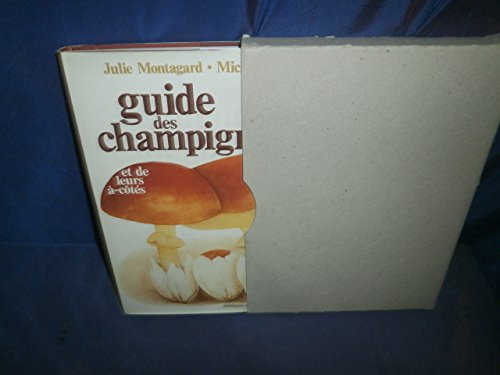 Julie Montagard • Mic
guide
des
champign
et de
leurs
à-côtés